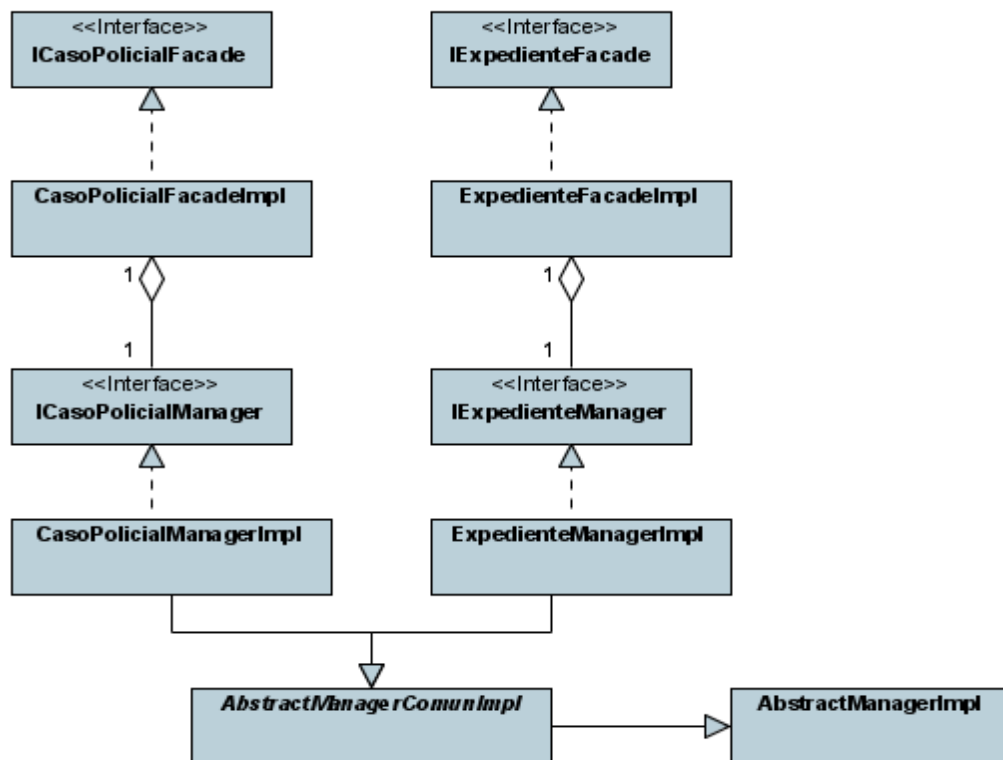 <<Interface>>
ICasoPolicialFacade
<<Interface>>
IExpedienteFacade
CasoPolicialFacadeImpl
ExpedienteFacadeImpl
1
1
1
1
<<Interface>>
ICasoPolicialManager
<<Interface>>
IExpedienteManager
CasoPolicialManagerImpl
ExpedienteManagerImpl
AbstractManagerComunImpl
AbstractManagerImpl